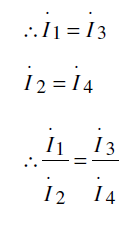 ∴ İ1 = İ3
İ2 = İ4
∴ İ1/İ2 = İ3/İ4